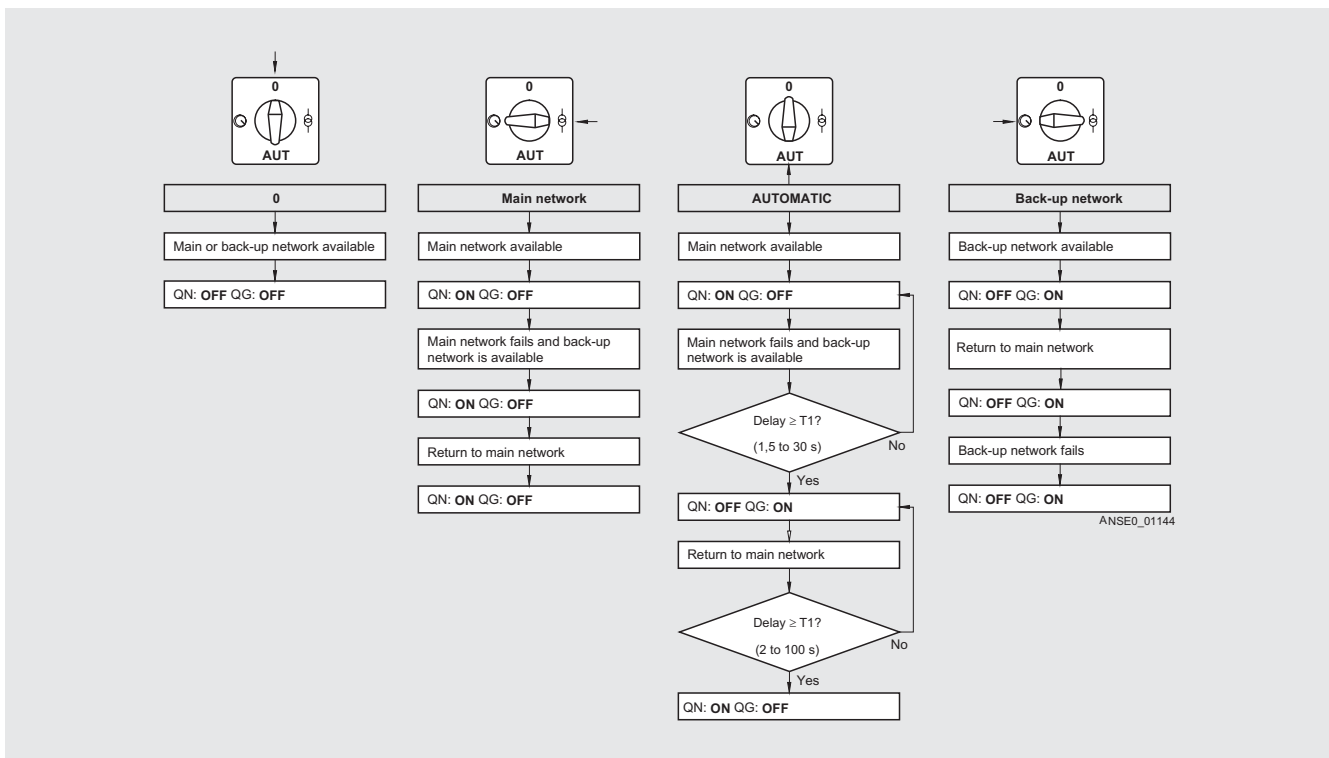 0
AUT
0
AUT
0
AUT
0
AUT
0
Main or back-up network available
QN: OFF QG: OFF
Main network
Main network available
QN: ON QG: OFF
Main network fails and back-up
network is available
QN: ON QG: OFF
Return to main network
QN: ON QG: OFF
AUTOMATIC
Main network available
QN: ON QG: OFF
Main network fails and back-up
network is available
Delay ≥ T1?
(1,5 to 30 s)
No
Yes
QN: OFF QG: ON
Return to main network
Delay ≥ T1?
(2 to 100 s)
No
Yes
QN: ON QG: OFF
Back-up network
Back-up network available
QN: OFF QG: ON
Return to main network
QN: OFF QG: ON
Back-up network fails
QN: OFF QG: ON
ANSE0_01144